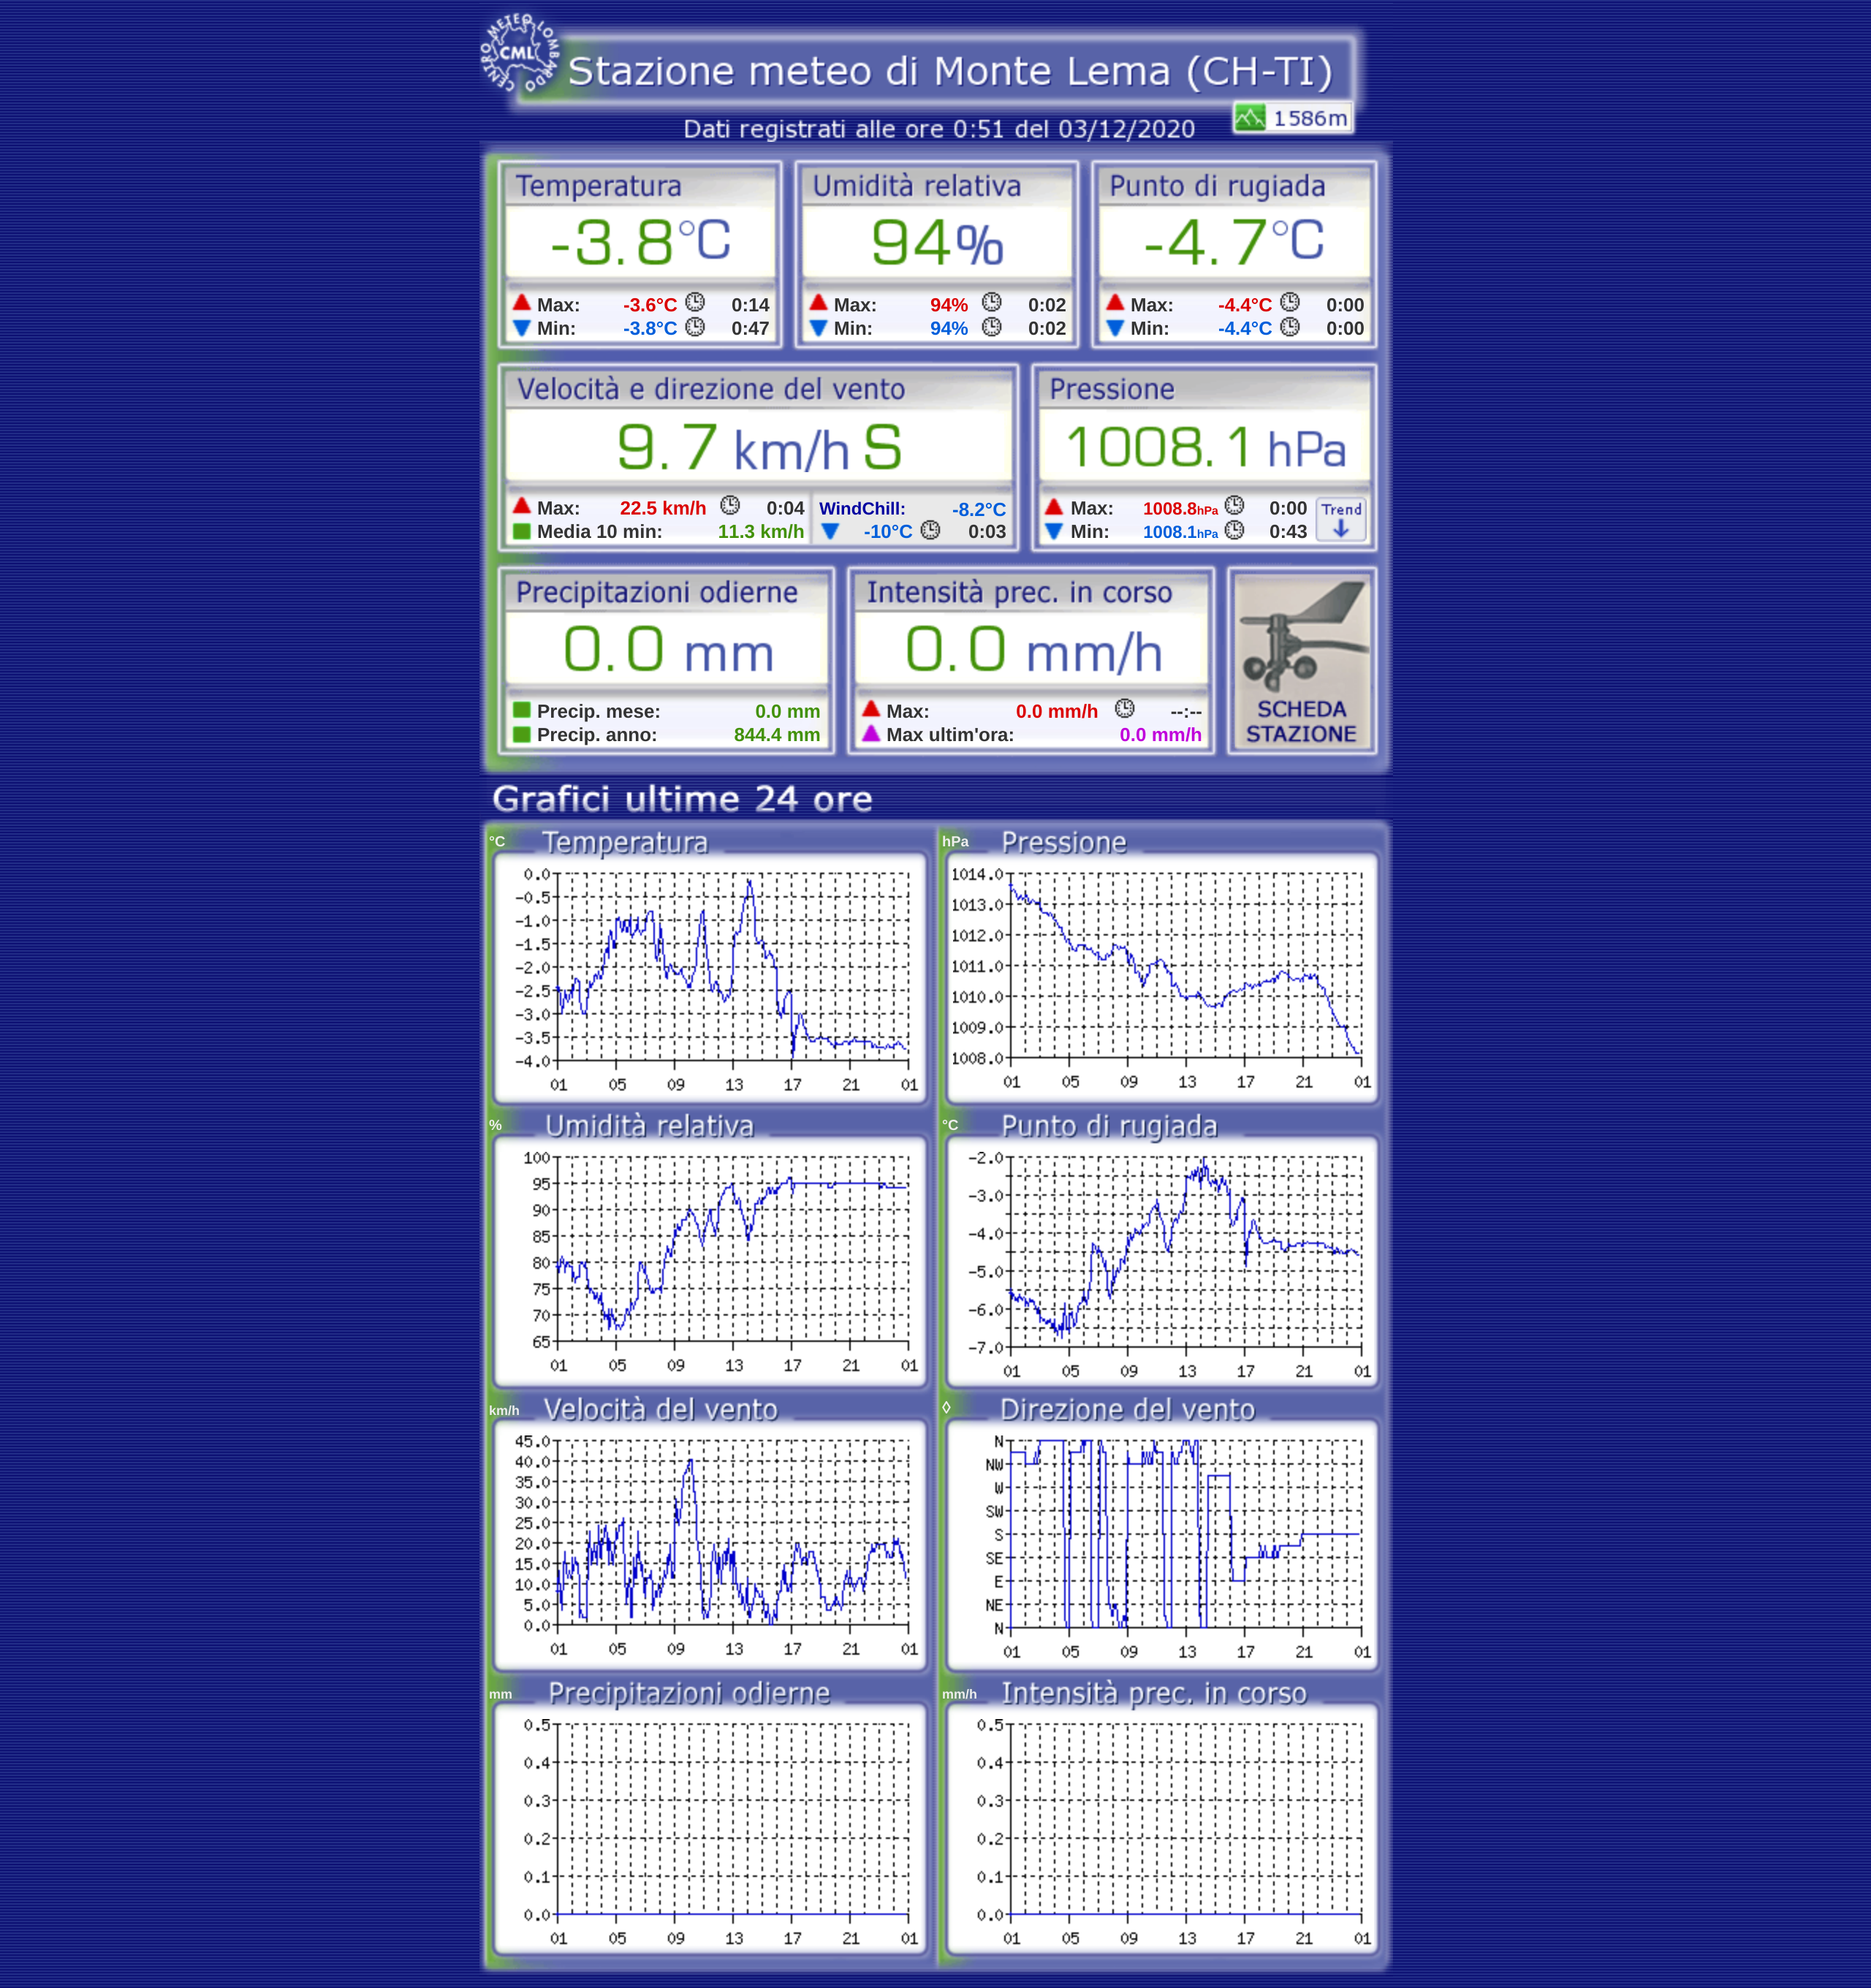 CENTRO METEO LOMBARDO
CML
Stazione meteo di Monte Lema (CH-TI)
1586m
Dati registrati alle ore 0:51 del 03/12/2020
Temperatura
-3.8°C
Max: -3.6°C 0:14
Min: -3.8°C 0:47
Umidità relativa
94%
Max: 94% 0:02
Min: 94% 0:02
Punto di rugiada
-4.7°C
Max: -4.4°C 0:00
Min: -4.4°C 0:00
Velocità e direzione del vento
9.7 km/h S
Max: 22.5 km/h 0:04
Media 10 min: 11.3 km/h
WindChill: -8.2°C
-10°C 0:03
Pressione
1008.1 hPa
Max: 1008.8hPa 0:00
Min: 1008.1hPa 0:43
Trend
Precipitazioni odierne
0.0 mm
Precip. mese: 0.0 mm
Precip. anno: 844.4 mm
Intensità prec. in corso
0.0 mm/h
Max: 0.0 mm/h --:--
Max ultim'ora: 0.0 mm/h
SCHEDA
STAZIONE
Grafici ultime 24 ore
°C Temperatura
0.0
-0.5
-1.0
-1.5
-2.0
-2.5
-3.0
-3.5
-4.0
01 05 09 13 17 21 01
hPa Pressione
1014.0
1013.0
1012.0
1011.0
1010.0
1009.0
1008.0
01 05 09 13 17 21 01
% Umidità relativa
100
95
90
85
80
75
70
65
01 05 09 13 17 21 01
°C Punto di rugiada
-2.0
-3.0
-4.0
-5.0
-6.0
-7.0
01 05 09 13 17 21 01
km/h Velocità del vento
45.0
40.0
35.0
30.0
25.0
20.0
15.0
10.0
5.0
0.0
01 05 09 13 17 21 01
◊ Direzione del vento
N
NW
W
SW
S
SE
E
NE
N
01 05 09 13 17 21 01
mm Precipitazioni odierne
0.5
0.4
0.3
0.2
0.1
0.0
01 05 09 13 17 21 01
mm/h Intensità prec. in corso
0.5
0.4
0.3
0.2
0.1
0.0
01 05 09 13 17 21 01